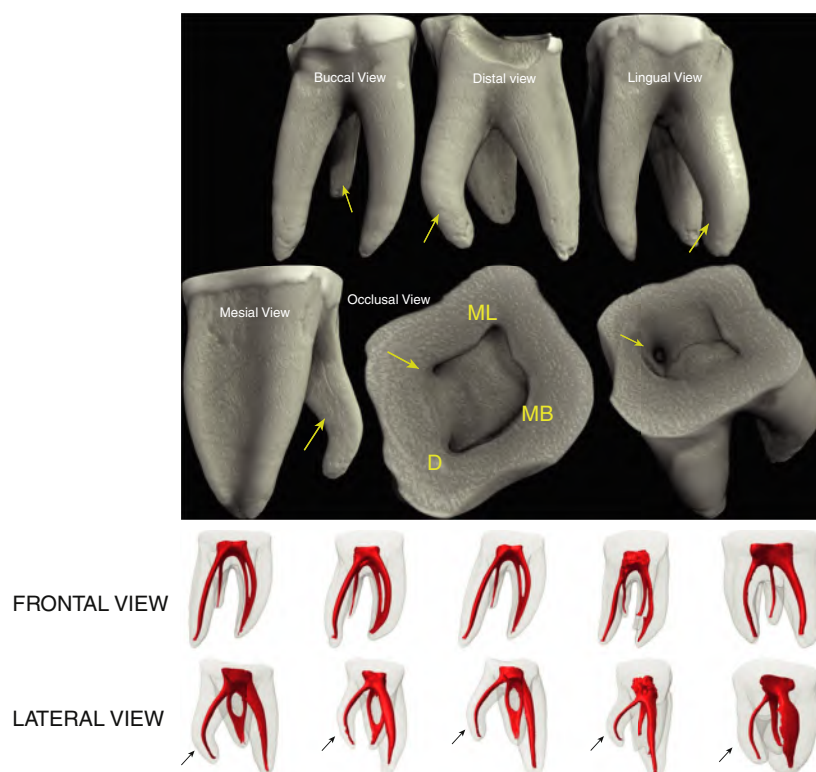 Buccal View
Distal view
Lingual View
Mesial View
Occlusal View
ML
MB
D
FRONTAL VIEW
LATERAL VIEW